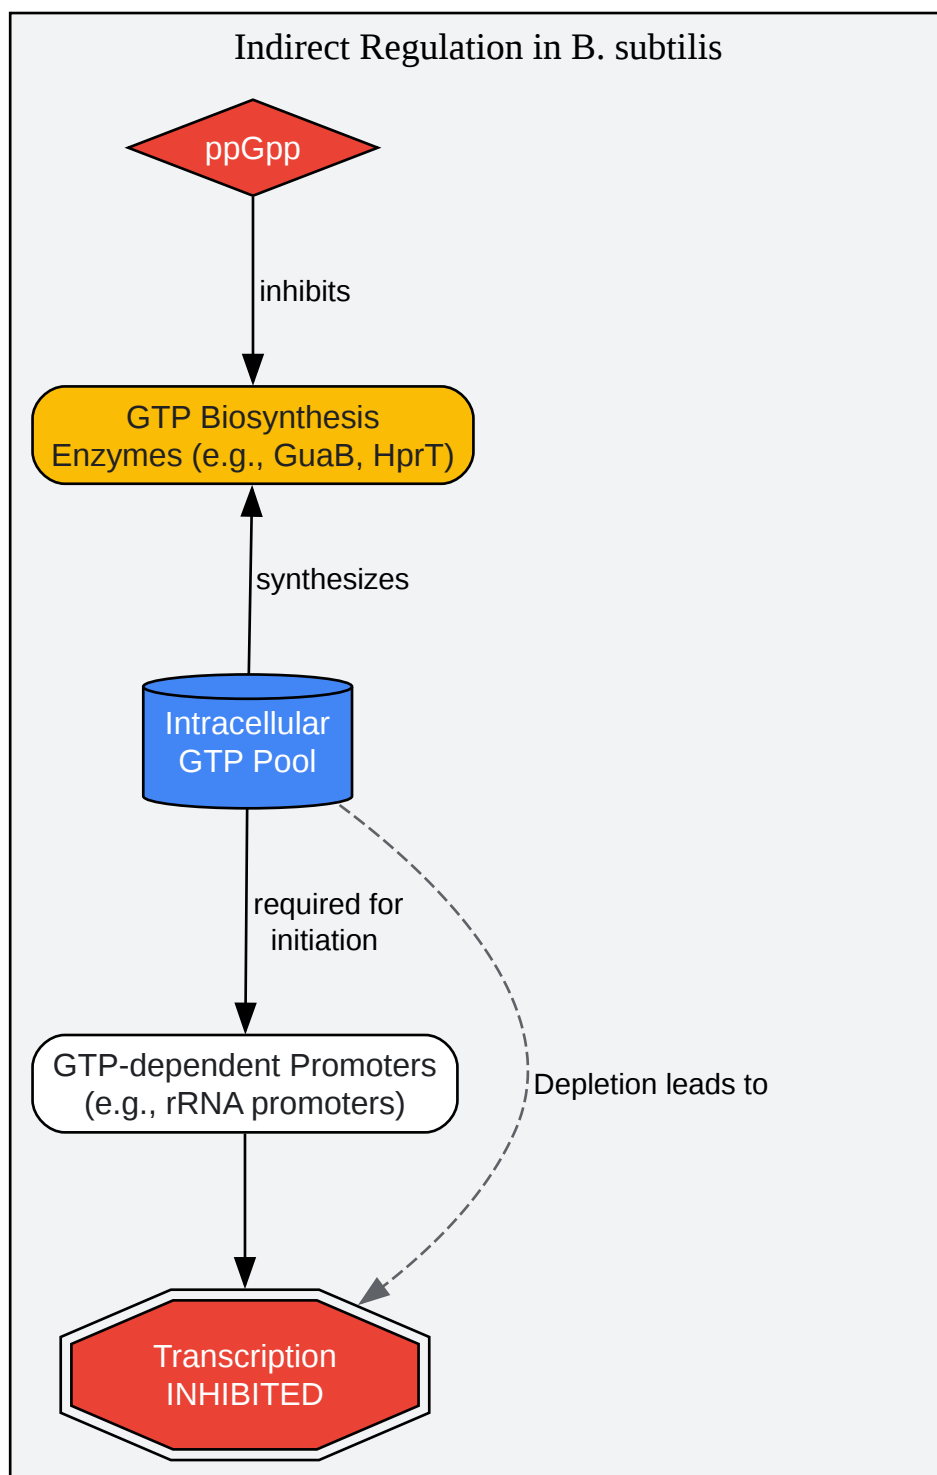 Indirect Regulation in B. subtilis
ppGpp
inhibits
GTP Biosynthesis
Enzymes (e.g., GuaB, HprT)
synthesizes
Intracellular
GTP Pool
required for
initiation
GTP-dependent Promoters
(e.g., rRNA promoters)
Depletion leads to
Transcription
INHIBITED